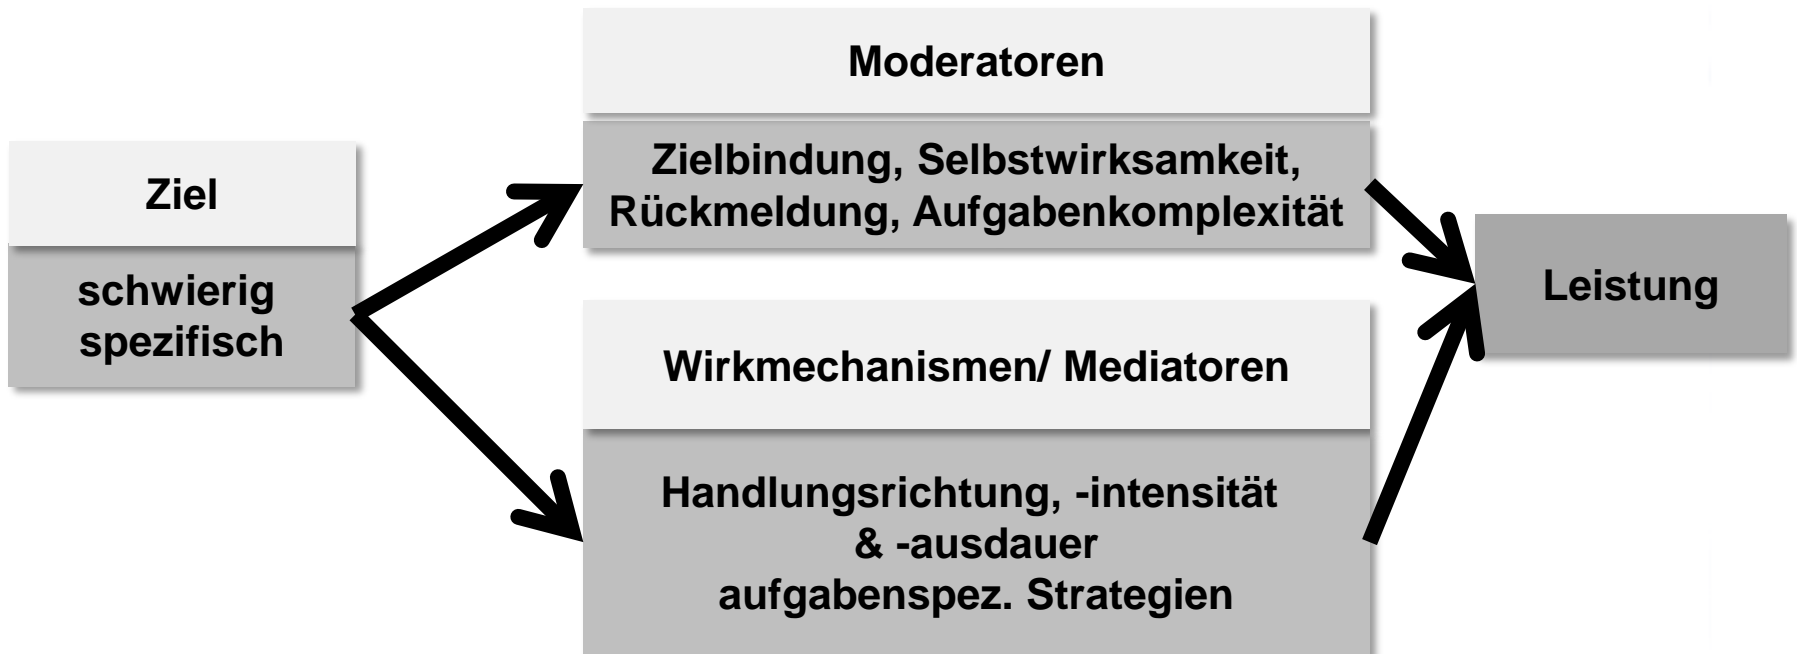 Ziel
schwierig
spezifisch
Moderatoren
Zielbindung, Selbstwirksamkeit,
Rückmeldung, Aufgabenkomplexität
Wirkmechanismen/ Mediatoren
Handlungsrichtung, -intensität
& -ausdauer
aufgabenspez. Strategien
Leistung